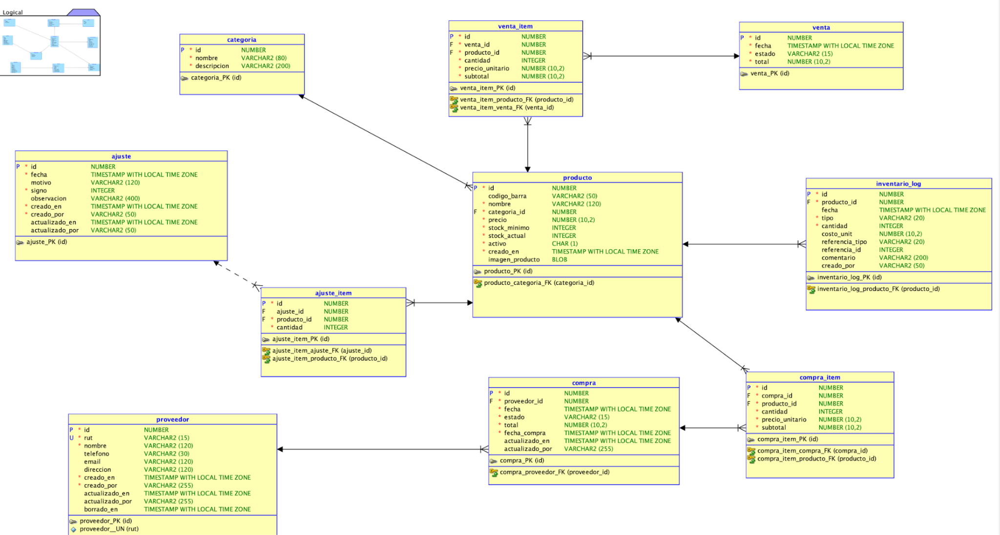 Logical
categoria
P * id NUMBER
* nombre VARCHAR2 (80)
* descripcion VARCHAR2 (200)
categoria_PK (id)
venta_item
P * id NUMBER
F * venta_id NUMBER
F * producto_id NUMBER
* cantidad INTEGER
* precio_unitario NUMBER (10,2)
* subtotal NUMBER (10,2)
venta_item_PK (id)
venta_item_producto_FK (producto_id)
venta_item_venta_FK (venta_id)
venta
P * id NUMBER
* fecha TIMESTAMP WITH LOCAL TIME ZONE
* estado VARCHAR2 (15)
* total NUMBER (10,2)
venta_PK (id)
ajuste
P * id NUMBER
* fecha TIMESTAMP WITH LOCAL TIME ZONE
motivo VARCHAR2 (120)
* signo INTEGER
observacion VARCHAR2 (400)
* creado_en TIMESTAMP WITH LOCAL TIME ZONE
* creado_por VARCHAR2 (50)
actualizado_en TIMESTAMP WITH LOCAL TIME ZONE
actualizado_por VARCHAR2 (50)
ajuste_PK (id)
producto
P * id NUMBER
codigo_barra VARCHAR2 (50)
* nombre VARCHAR2 (120)
F * categoria_id NUMBER
* precio NUMBER (10,2)
* stock_minimo INTEGER
* stock_actual INTEGER
* activo CHAR (1)
* creado_en TIMESTAMP WITH LOCAL TIME ZONE
imagen_producto BLOB
producto_PK (id)
producto_categoria_FK (categoria_id)
inventario_log
P * id NUMBER
F * producto_id NUMBER
fecha TIMESTAMP WITH LOCAL TIME ZONE
* tipo VARCHAR2 (20)
* cantidad INTEGER
costo_unit NUMBER (10,2)
referencia_tipo VARCHAR2 (20)
referencia_id INTEGER
comentario VARCHAR2 (200)
creado_por VARCHAR2 (50)
inventario_log_PK (id)
inventario_log_producto_FK (producto_id)
ajuste_item
P * id NUMBER
F ajuste_id NUMBER
F * producto_id NUMBER
* cantidad INTEGER
ajuste_item_PK (id)
ajuste_item_ajuste_FK (ajuste_id)
ajuste_item_producto_FK (producto_id)
compra
P * id NUMBER
F * proveedor_id NUMBER
* fecha TIMESTAMP WITH LOCAL TIME ZONE
* estado VARCHAR2 (15)
* total NUMBER (10,2)
* fecha_compra TIMESTAMP WITH LOCAL TIME ZONE
actualizado_en TIMESTAMP WITH LOCAL TIME ZONE
actualizado_por VARCHAR2 (255)
compra_PK (id)
compra_proveedor_FK (proveedor_id)
compra_item
P * id NUMBER
F * compra_id NUMBER
F * producto_id NUMBER
* cantidad INTEGER
* precio_unitario NUMBER (10,2)
* subtotal NUMBER (10,2)
compra_item_PK (id)
compra_item_compra_FK (compra_id)
compra_item_producto_FK (producto_id)
proveedor
P * id NUMBER
U * rut VARCHAR2 (15)
* nombre VARCHAR2 (120)
telefono VARCHAR2 (30)
email VARCHAR2 (120)
direccion VARCHAR2 (120)
* creado_en TIMESTAMP WITH LOCAL TIME ZONE
* creado_por VARCHAR2 (255)
actualizado_en TIMESTAMP WITH LOCAL TIME ZONE
actualizado_por VARCHAR2 (255)
borrado_en TIMESTAMP WITH LOCAL TIME ZONE
proveedor_PK (id)
proveedor__UN (rut)